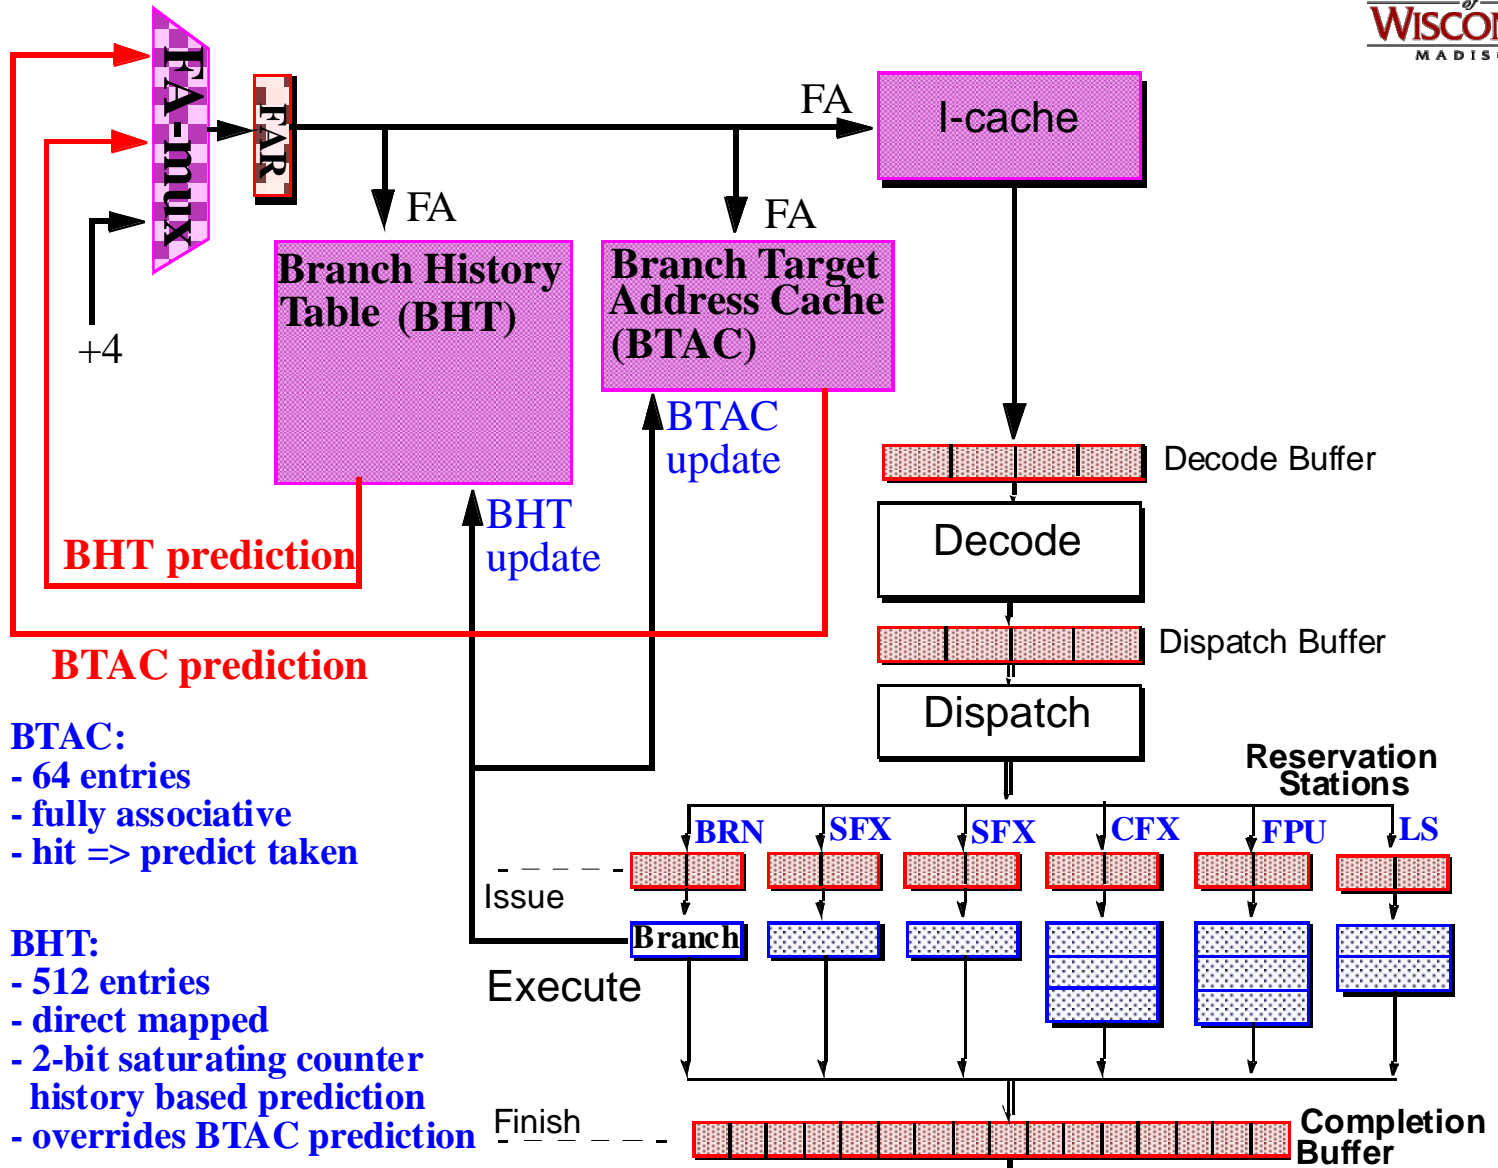 of
WISCON
MADIS
FA-mux
FAR
FA
I-cache
FA
FA
+4
Branch History
Table (BHT)
Branch Target
Address Cache
(BTAC)
BTAC
update
BHT
update
BHT prediction
BTAC prediction
Decode Buffer
Decode
Dispatch Buffer
Dispatch
Reservation
Stations
BRN
SFX
SFX
CFX
FPU
LS
Issue
Branch
Execute
BTAC:
- 64 entries
- fully associative
- hit => predict taken
BHT:
- 512 entries
- direct mapped
- 2-bit saturating counter
history based prediction
- overrides BTAC prediction
Finish
Completion
Buffer